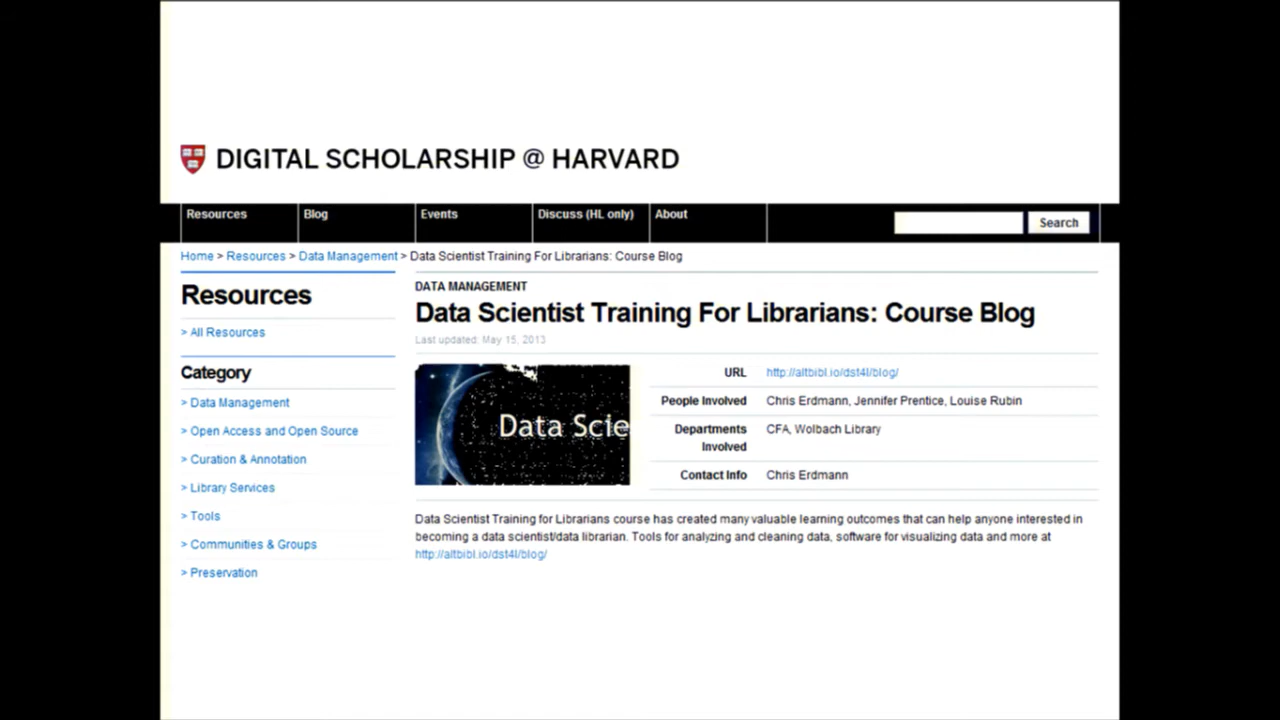 DIGITAL SCHOLARSHIP @ HARVARD
Resources Blog Events Discuss (HL only) About Search
Home > Resources > Data Management > Data Scientist Training For Librarians: Course Blog
Resources
> All Resources
Category
> Data Management
> Open Access and Open Source
> Curation & Annotation
> Library Services
> Tools
> Communities & Groups
> Preservation
DATA MANAGEMENT
Data Scientist Training For Librarians: Course Blog
Last updated: May 15, 2013
Data Scie
URL http://altbibl.io/dst4l/blog/
People Involved Chris Erdmann, Jennifer Prentice, Louise Rubin
Departments Involved CFA, Wolbach Library
Contact Info Chris Erdmann
Data Scientist Training for Librarians course has created many valuable learning outcomes that can help anyone interested in
becoming a data scientist/data librarian. Tools for analyzing and cleaning data, software for visualizing data and more at
http://altbibl.io/dst4l/blog/